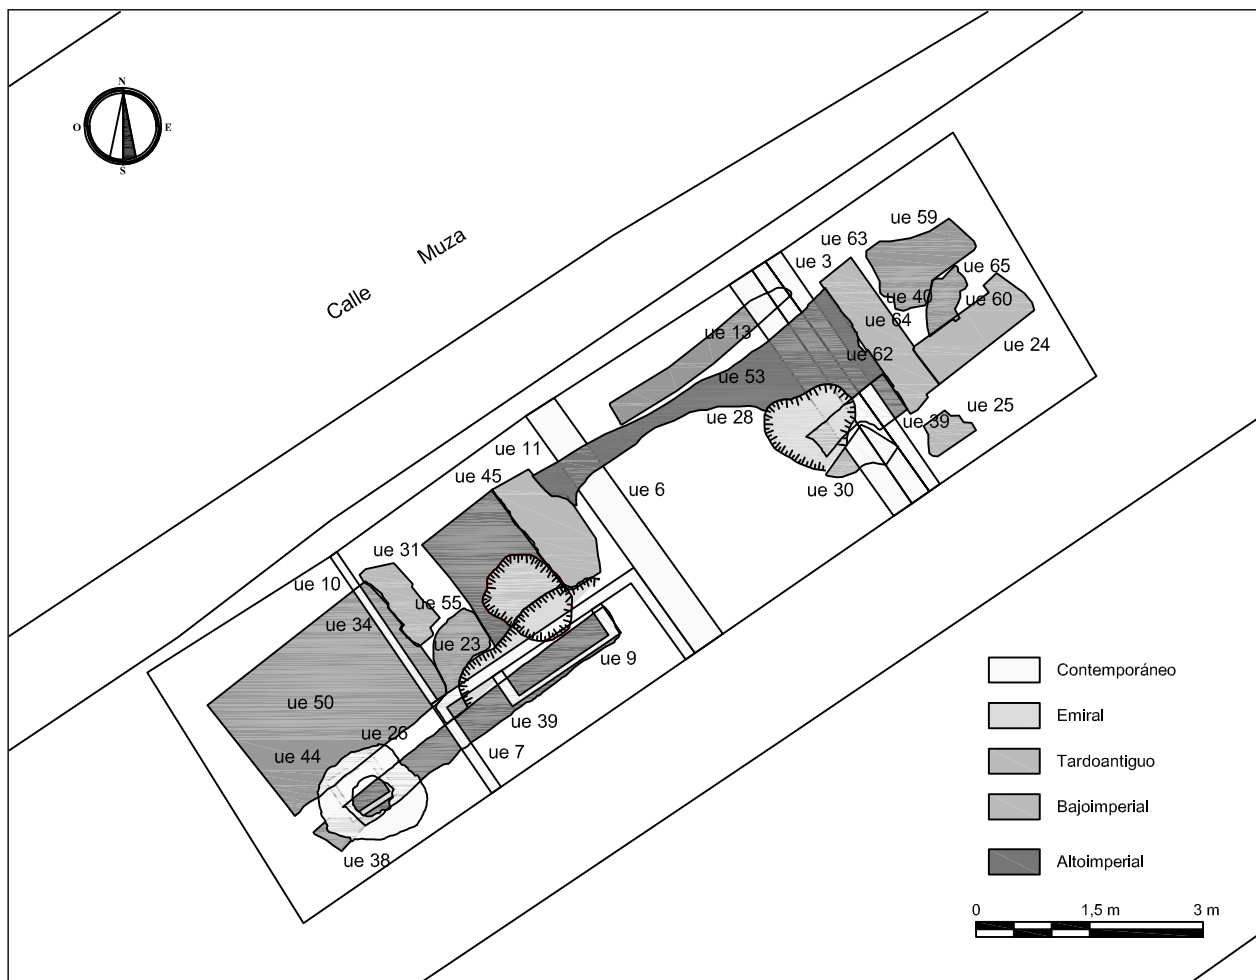 N
O
E
S
Calle
Muza
ue 59
ue 63
ue 3
ue 65
ue 40
ue 60
ue 64
ue 13
ue 62
ue 24
ue 53
ue 25
ue 28
ue 39
ue 11
ue 45
ue 30
ue 6
ue 31
ue 10
ue 55
ue 34
ue 23
ue 9
ue 50
ue 39
ue 26
ue 7
ue 44
ue 38
Contemporáneo
Emiral
Tardoantiguo
Bajoimperial
Altoimperial
0 1,5 m 3 m